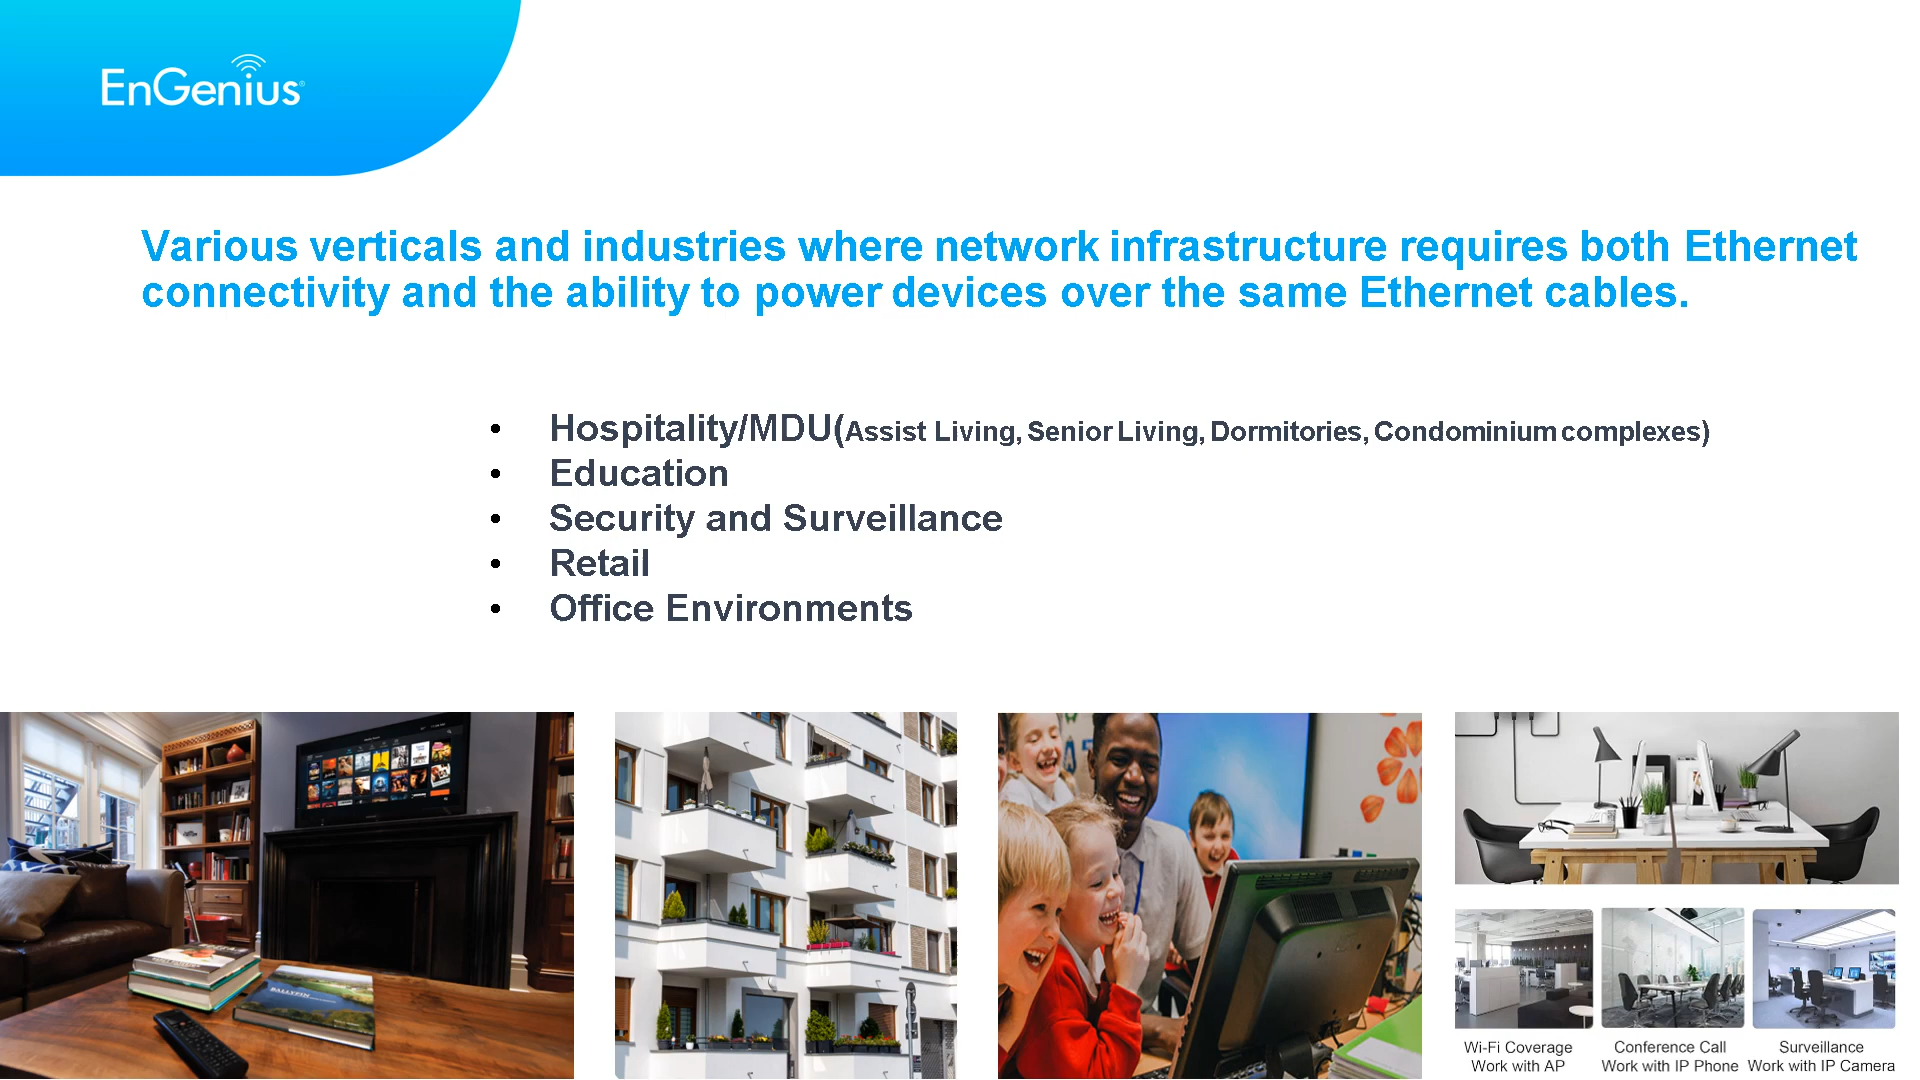 EnGenius
Various verticals and industries where network infrastructure requires both Ethernet
connectivity and the ability to power devices over the same Ethernet cables.
• Hospitality/MDU(Assist Living, Senior Living, Dormitories, Condominium complexes)
• Education
• Security and Surveillance
• Retail
• Office Environments
BALLYFIN
Wi-Fi Coverage
Work with AP
Conference Call
Work with IP Phone
Surveillance
Work with IP Camera